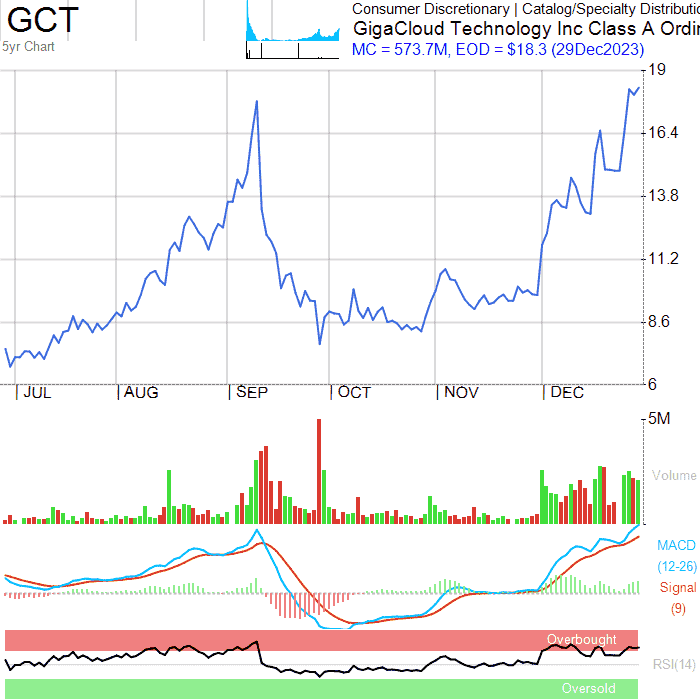 GCT
5yr Chart
Consumer Discretionary | Catalog/Specialty Distributio
GigaCloud Technology Inc Class A Ordin
MC = 573.7M, EOD = $18.3 (29Dec2023)
19
16.4
13.8
11.2
8.6
6
| JUL | AUG | SEP | OCT | NOV | DEC
5M
Volume
MACD
(12-26)
Signal
(9)
Overbought
RSI(14)
Oversold